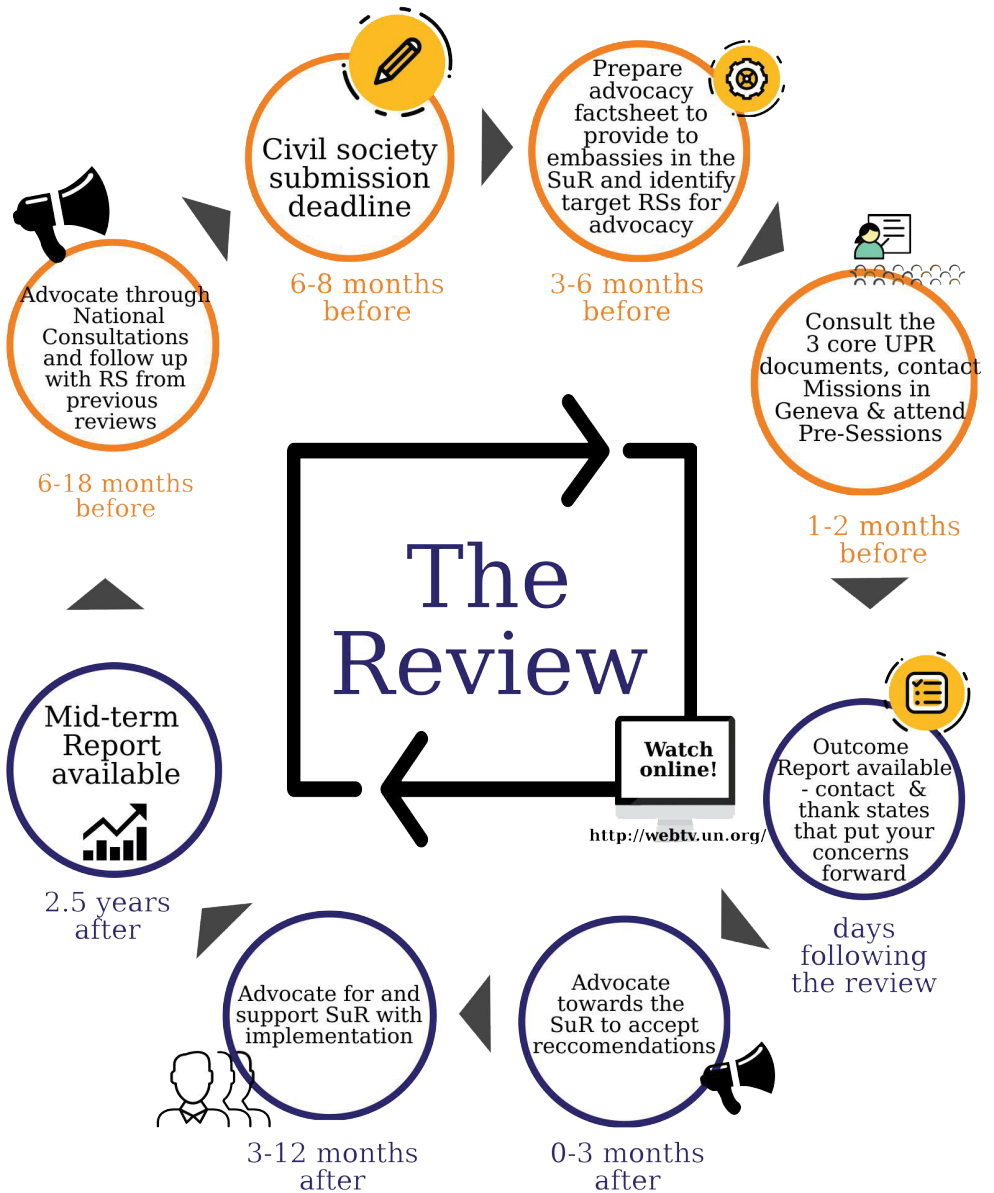 Civil society
submission
deadline
6-8 months
before
Prepare
advocacy
factsheet to
provide to
embassies in the
SuR and identify
target RSs for
advocacy
3-6 months
before
Consult the
3 core UPR
documents, contact
Missions in
Geneva & attend
Pre-Sessions
1-2 months
before
Advocate through
National
Consultations
and follow up
with RS from
previous
reviews
6-18 months
before
The
Review
Watch
online!
http://webtv.un.org/
Outcome
Report available
- contact & 
thank states
that put your
concerns
forward
days
following
the review
Advocate
towards the
SuR to accept
reccomendations
0-3 months
after
Advocate for and
support SuR with
implementation
3-12 months
after
Mid-term
Report
available
2.5 years
after